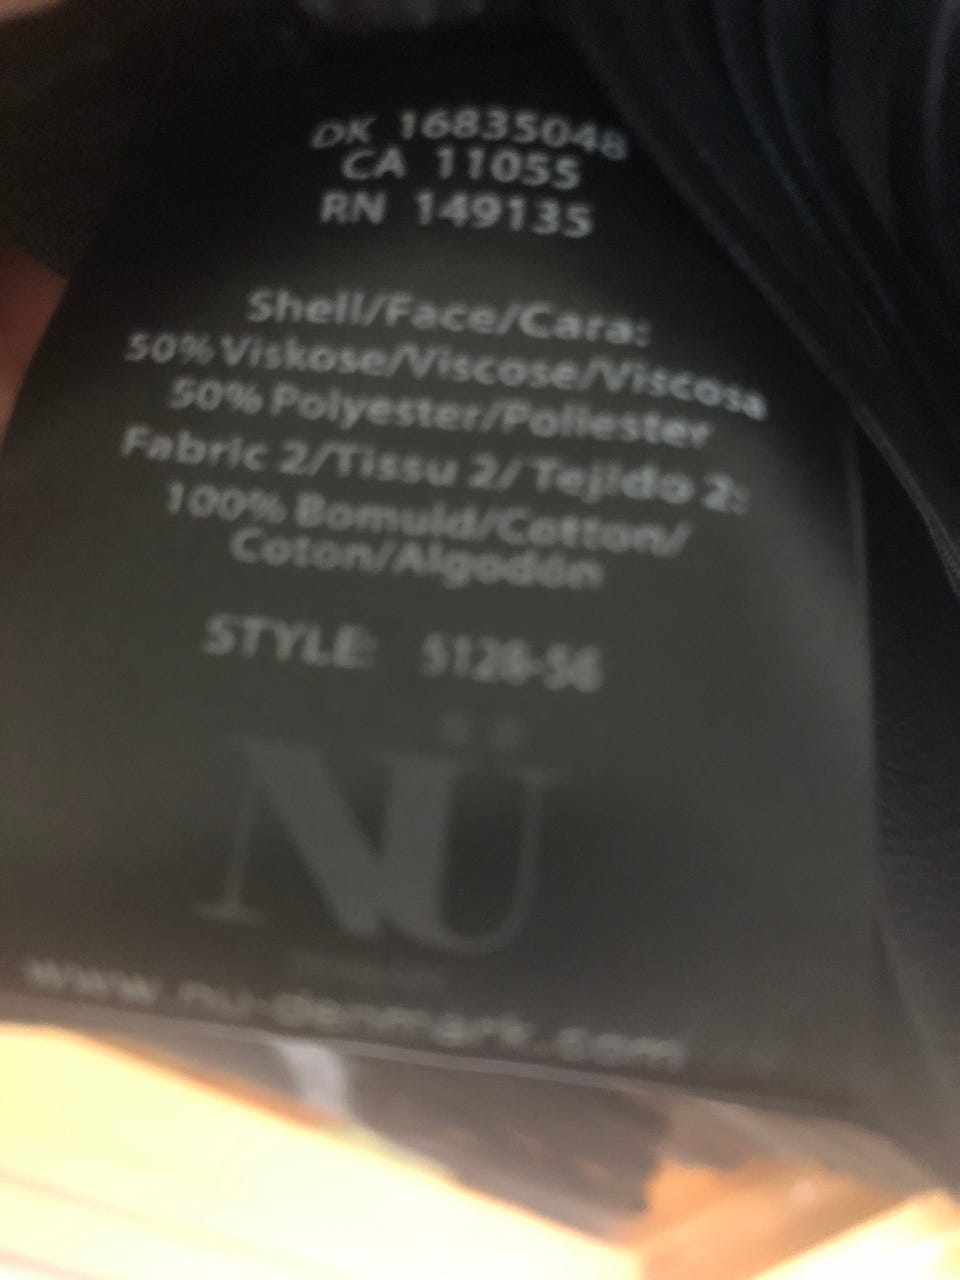 DK 16835048
CA 11055
RN 149135
Shell/Face/Cara:
50% Viskose/Viscose/Viscosa
50% Polyester/Poliester
Fabric 2/Tissu 2/Tejido 2:
100% Bomuld/Cotton/
Coton/Algodón
STYLE: 5128-56
NÜ
www.nu-denmark.com